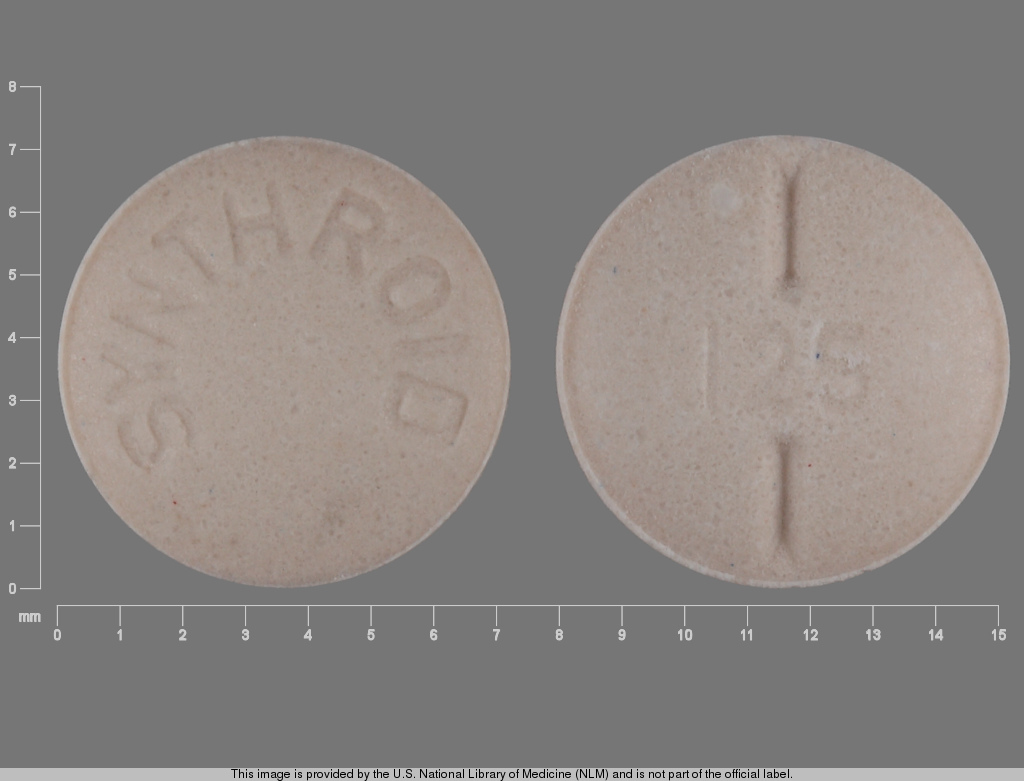 8
7
6
5
4
3
2
1
0
mm
0 1 2 3 4 5 6 7 8 9 10 11 12 13 14 15
SYNTHROID
125
This image is provided by the U.S. National Library of Medicine (NLM) and is not part of the official label.